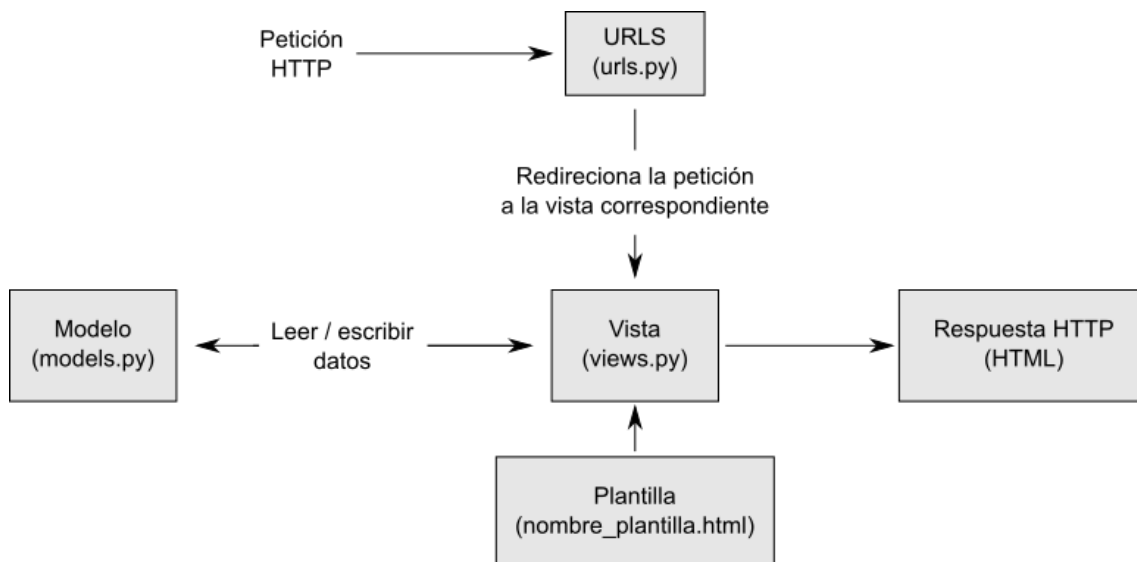 Petición
HTTP
URLS
(urls.py)
Redireciona la petición
a la vista correspondiente
Modelo
(models.py)
Leer / escribir
datos
Vista
(views.py)
Respuesta HTTP
(HTML)
Plantilla
(nombre_plantilla.html)